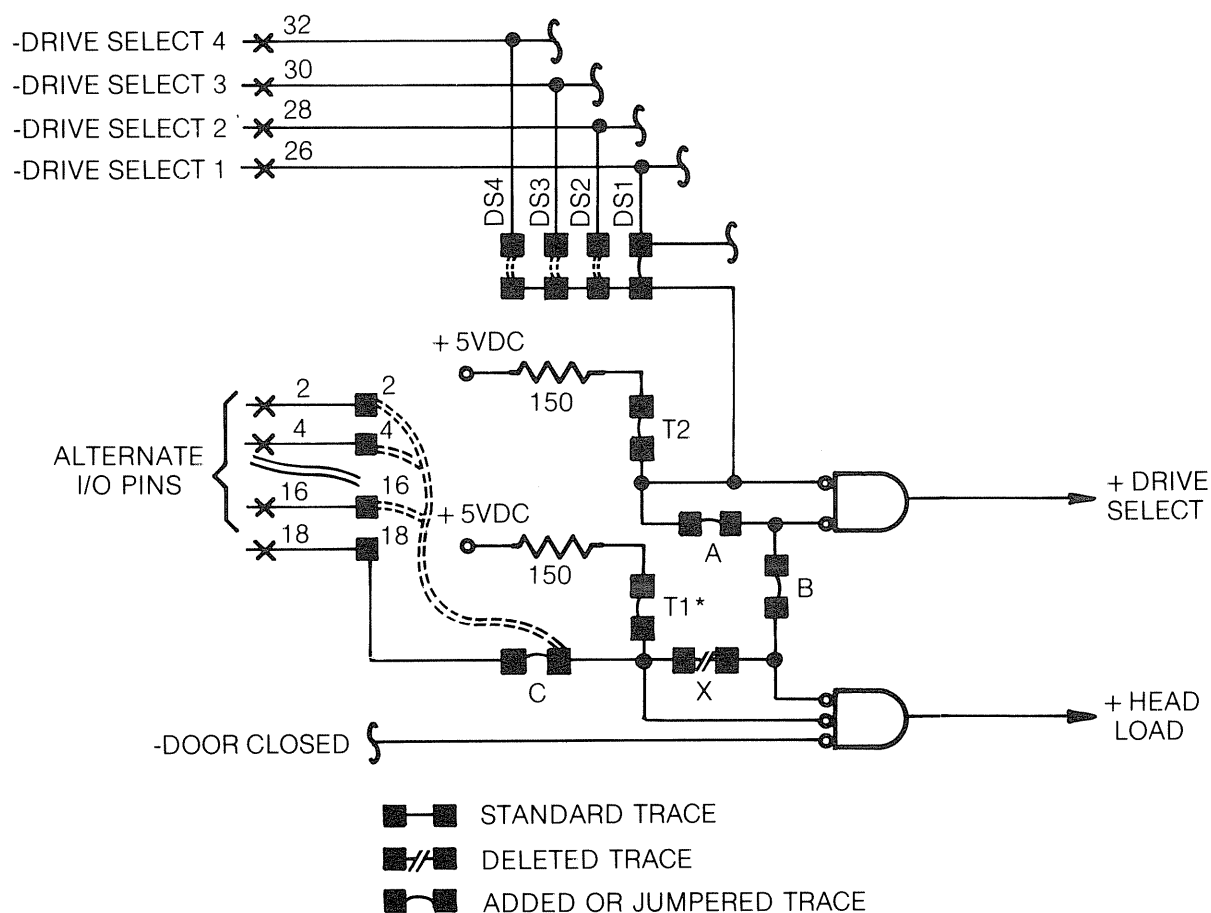 -DRIVE SELECT 4 32
-DRIVE SELECT 3 30
-DRIVE SELECT 2 28
-DRIVE SELECT 1 26
DS4 DS3 DS2 DS1
+ 5VDC
150
T2
2 2
4 4
ALTERNATE
I/O PINS
16 16
18 18
+ 5VDC
150
T1*
A
B
C
X
+ DRIVE
SELECT
+ HEAD
LOAD
-DOOR CLOSED
STANDARD TRACE
DELETED TRACE
ADDED OR JUMPERED TRACE